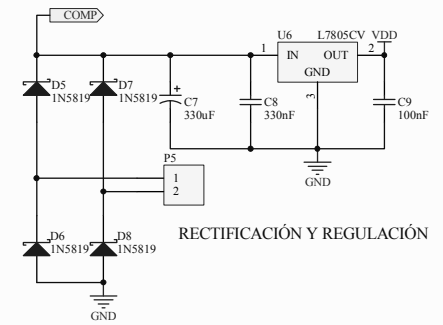 COMP
U6
L7805CV
VDD
1
IN
OUT
2
GND
3
D5
1N5819
D7
1N5819
+
C7
330uF
C8
330nF
C9
100nF
P5
1
2
GND
D6
1N5819
D8
1N5819
RECTIFICACIÓN Y REGULACIÓN
GND